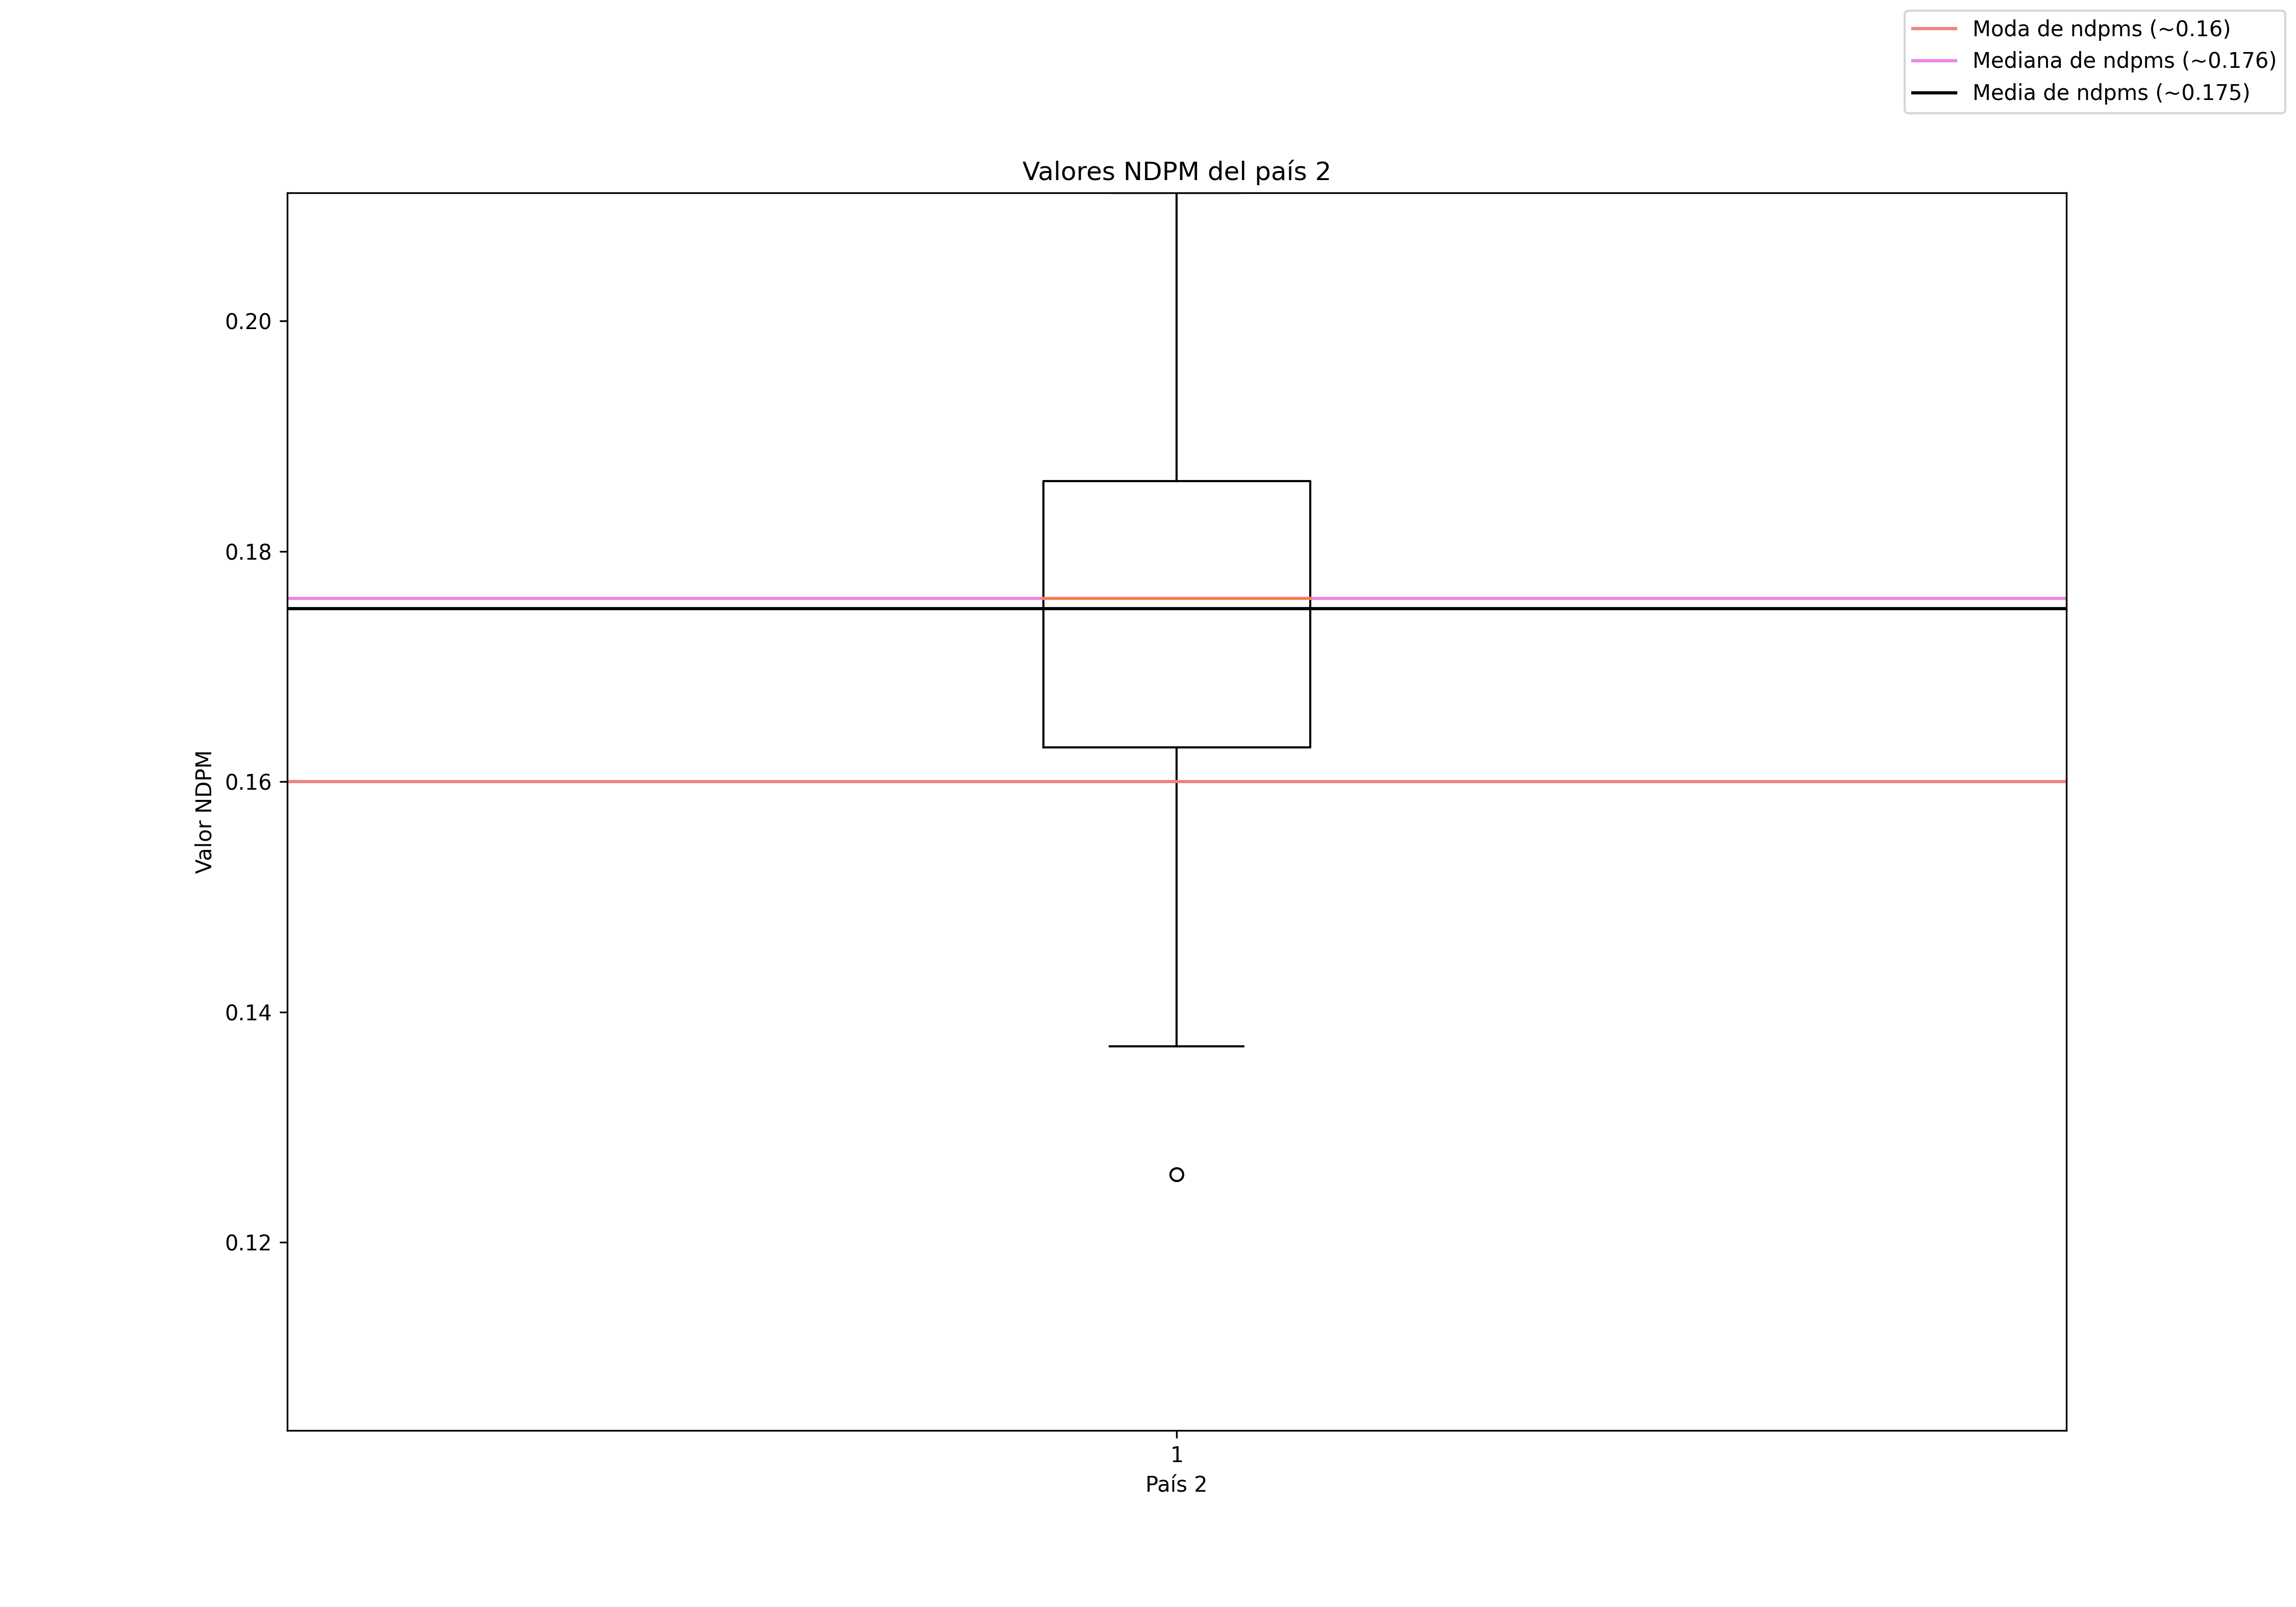 Moda de ndpms (~0.16)
Mediana de ndpms (~0.176)
Media de ndpms (~0.175)
Valores NDPM del país 2
0.20
0.18
0.16
0.14
0.12
Valor NDPM
1
País 2